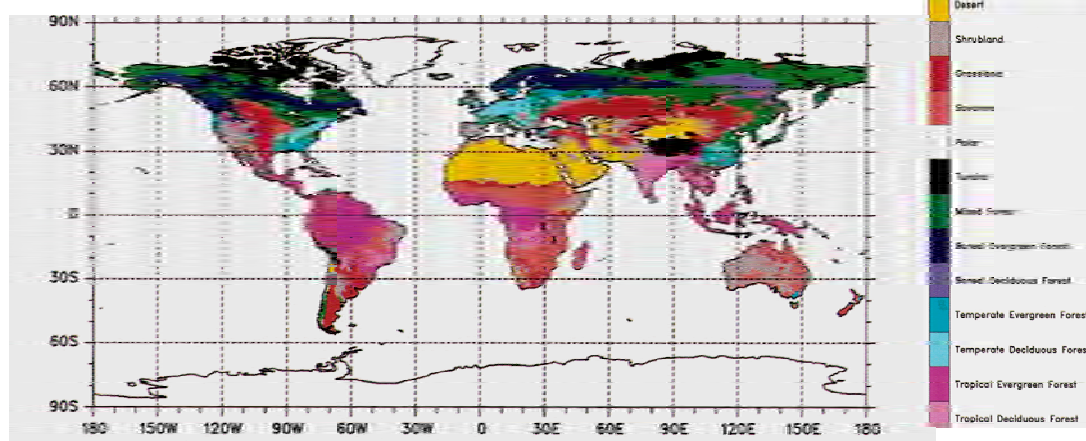 Desert
90N
Shrubland
60N
Grassland
Savanna
30N
Polar
Tundra
0
Mixed Forest
Boreal Evergreen Forest
30S
Boreal Deciduous Forest
60S
Temperate Evergreen Forest
Temperate Deciduous Forest
90S
Tropical Evergreen Forest
180 150W 120W 90W 60W 30W 0 30E 60E 90E 120E 150E 180
Tropical Deciduous Forest